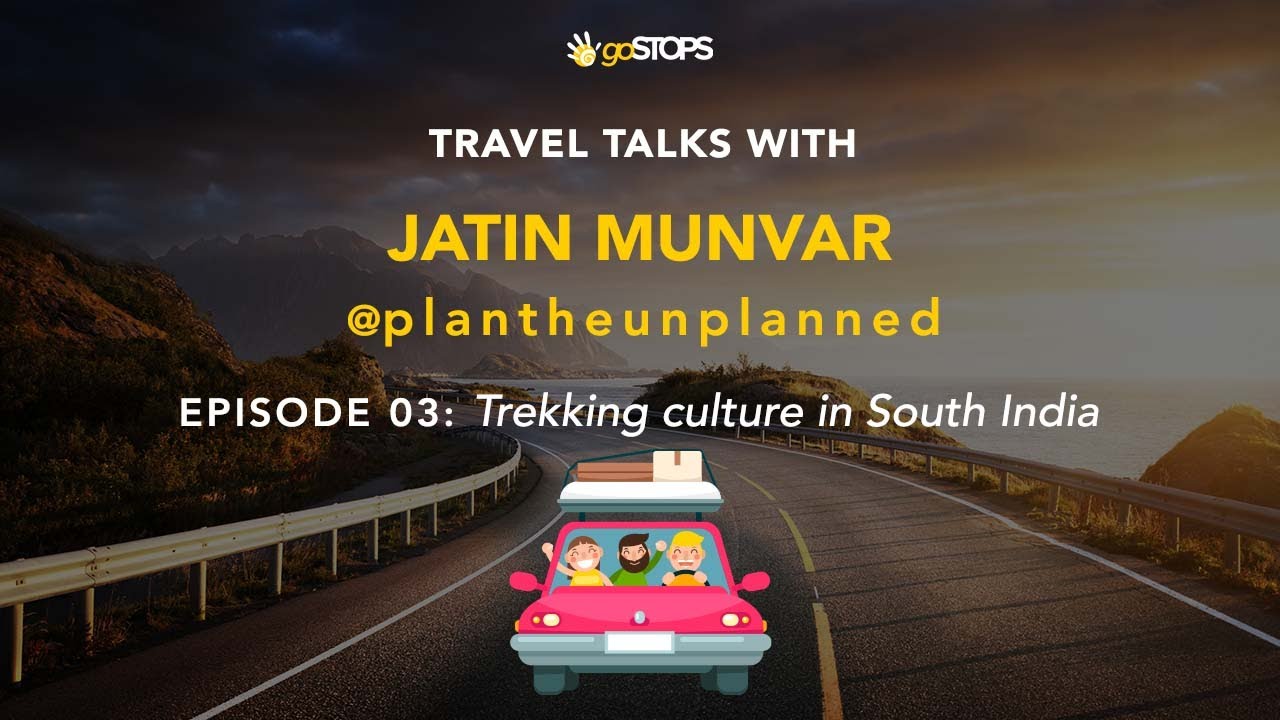 goSTOPS
TRAVEL TALKS WITH
JATIN MUNVAR
@plantheunplanned
EPISODE 03: Trekking culture in South India